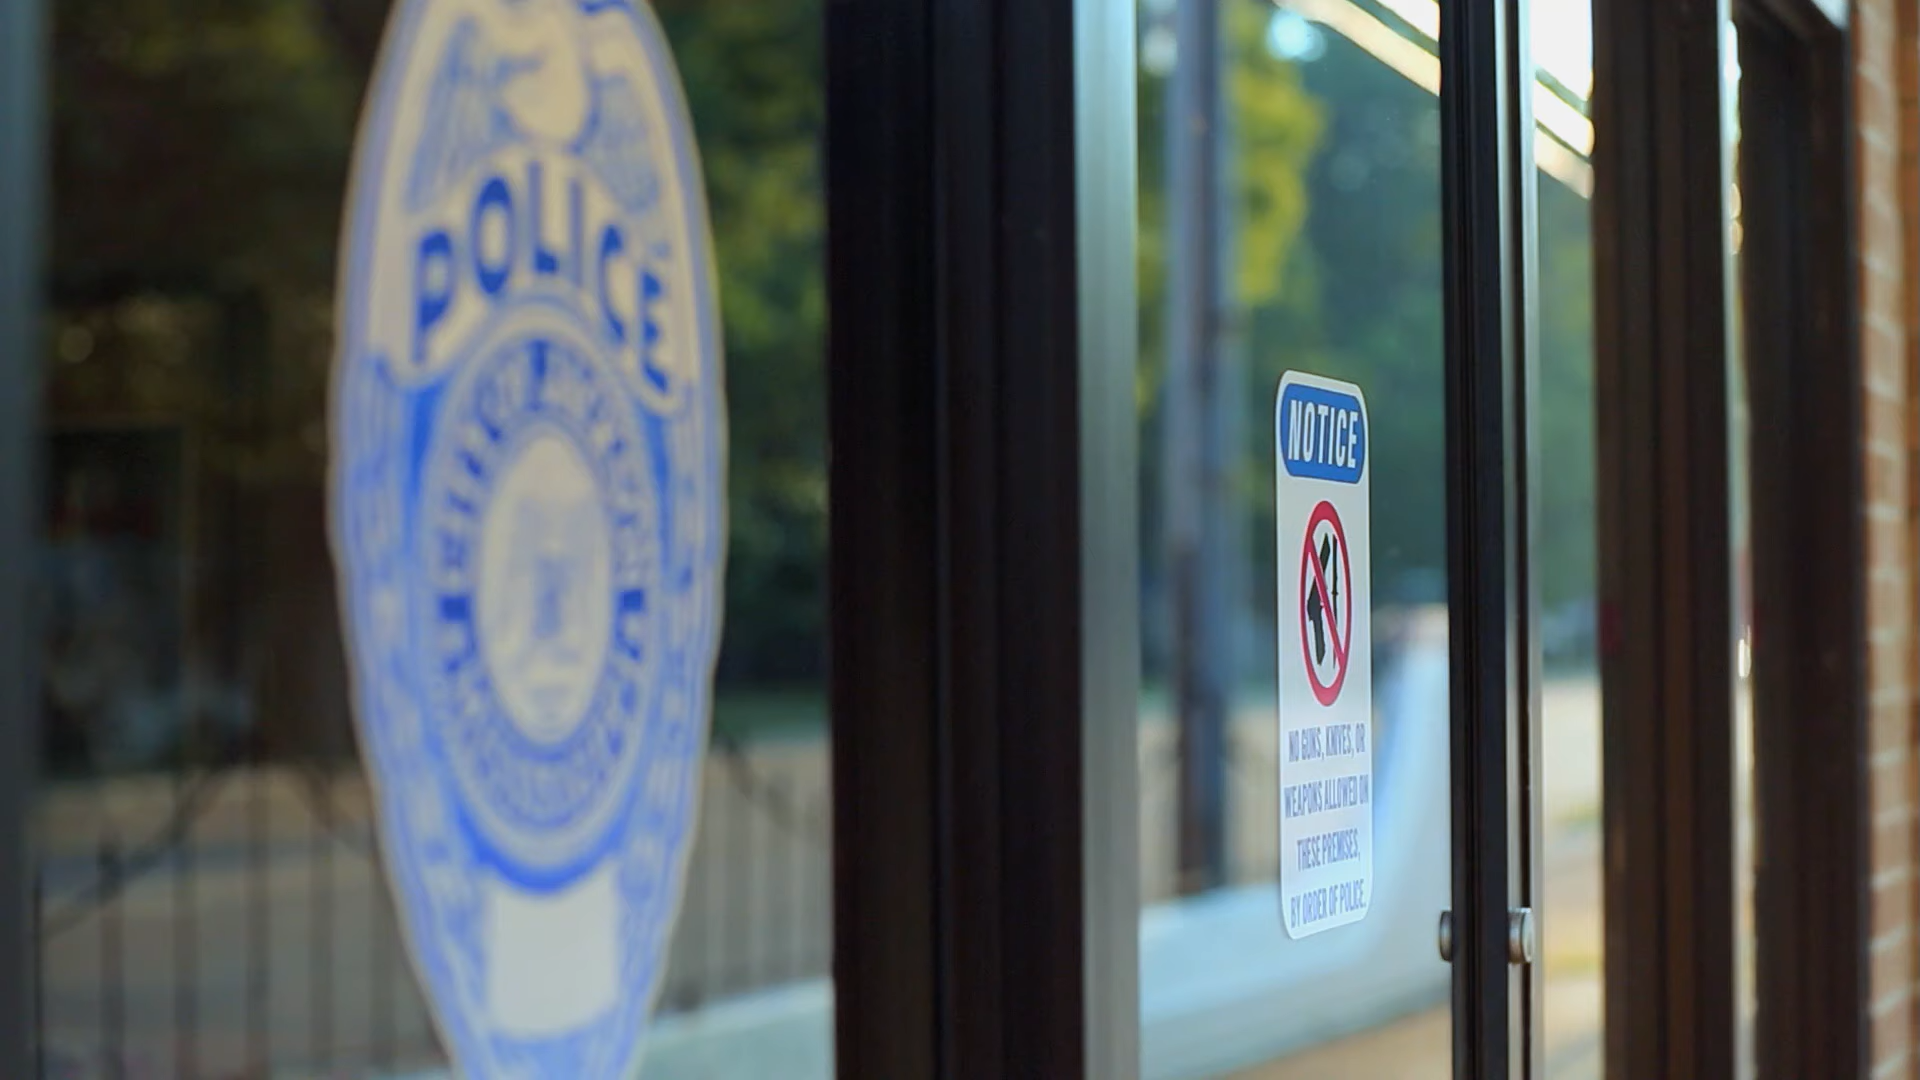 POLICE
NOTICE
NO GUNS, KNIVES, OR
WEAPONS ALLOWED ON
THESE PREMISES,
BY ORDER OF POLICE.